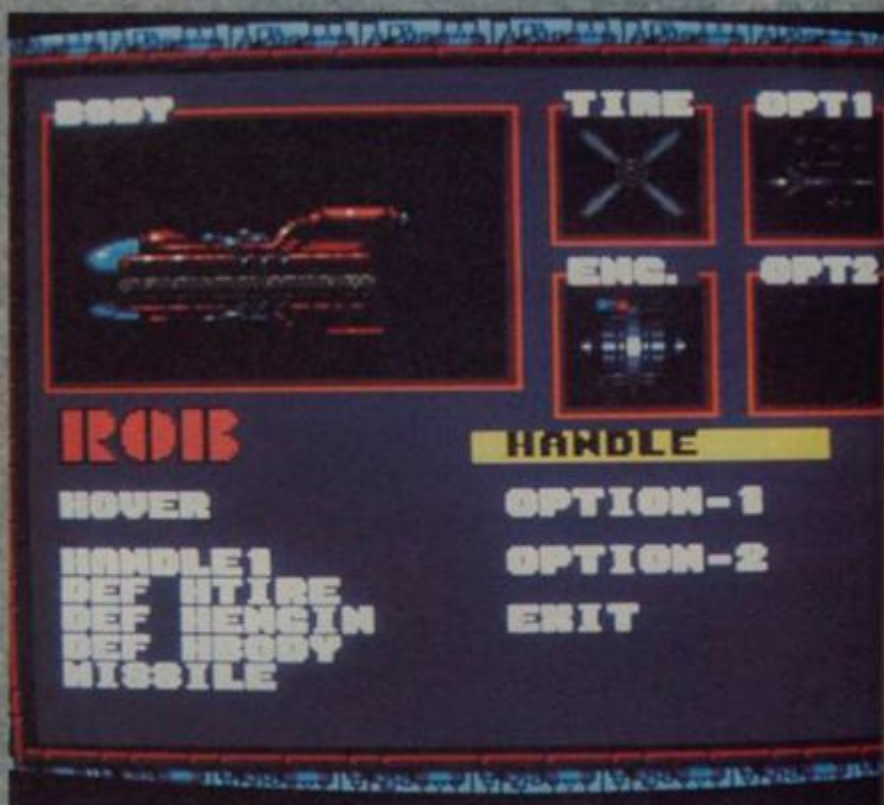 BODY
TIRE
OPT1
ENG.
OPT2
ROB
HANDLE
HOVER
OPTION-1
HANDLE1
OPTION-2
DEF HTIRE
DEF HENGIN
EXIT
DEF HBODY
MISSILE